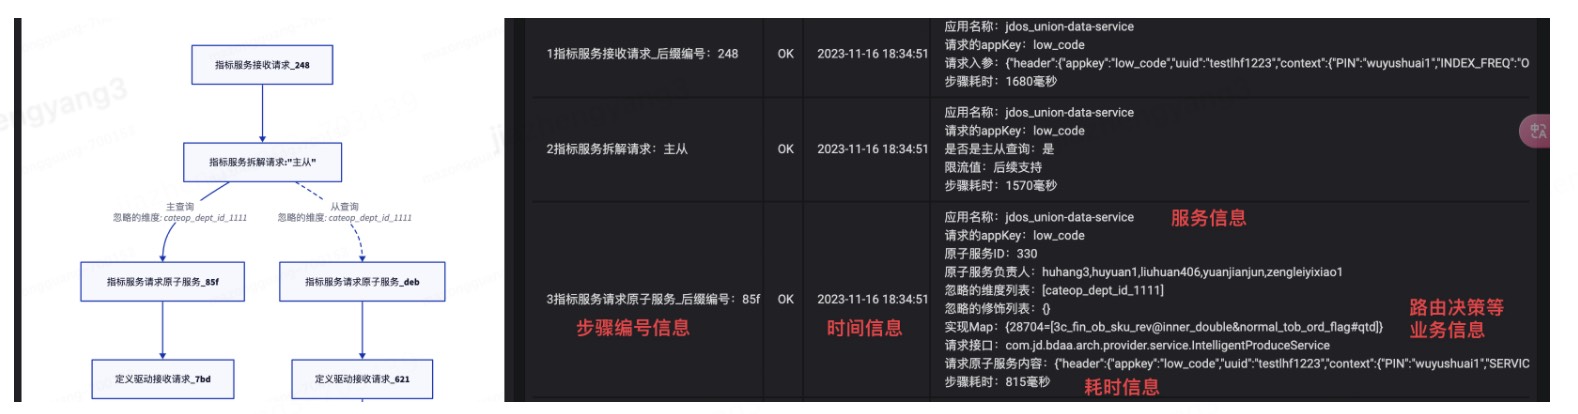 指标服务接收请求_248
指标服务拆解请求:"主从"
主查询
忽略的维度: cateop_dept_id_1111
从查询
忽略的维度: cateop_dept_id_1111
指标服务请求原子服务_85f
指标服务请求原子服务_deb
定义驱动接收请求_7bd
定义驱动接收请求_621
1指标服务接收请求_后缀编号：248
OK
2023-11-16 18:34:51
应用名称：jdos_union-data-service
请求的appKey：low_code
请求入参：{"header":{"appkey":"low_code","uuid":"testlhf1223","context":{"PIN":"wuyushuai1","INDEX_FREQ":"O
步骤耗时：1680毫秒
2指标服务拆解请求：主从
OK
2023-11-16 18:34:51
应用名称：jdos_union-data-service
请求的appKey：low_code
是否是主从查询：是
限流值：后续支持
步骤耗时：1570毫秒
3指标服务请求原子服务_后缀编号：85f
步骤编号信息
OK
2023-11-16 18:34:51
时间信息
应用名称：jdos_union-data-service
服务信息
请求的appKey：low_code
原子服务ID：330
原子服务负责人：huhang3,huyuan1,liuhuan406,yuanjianjun,zengleiyixiao1
忽略的维度列表：[cateop_dept_id_1111]
忽略的修饰列表：{}
实现Map：{28704=[3c_fin_ob_sku_rev@inner_double&normal_tob_ord_flag#qtd]}
路由决策等
业务信息
请求接口：com.jd.bdaa.arch.provider.service.IntelligentProduceService
请求原子服务内容：{"header":{"appkey":"low_code","uuid":"testlhf1223","context":{"PIN":"wuyushuai1","SERVIC
步骤耗时：815毫秒
耗时信息